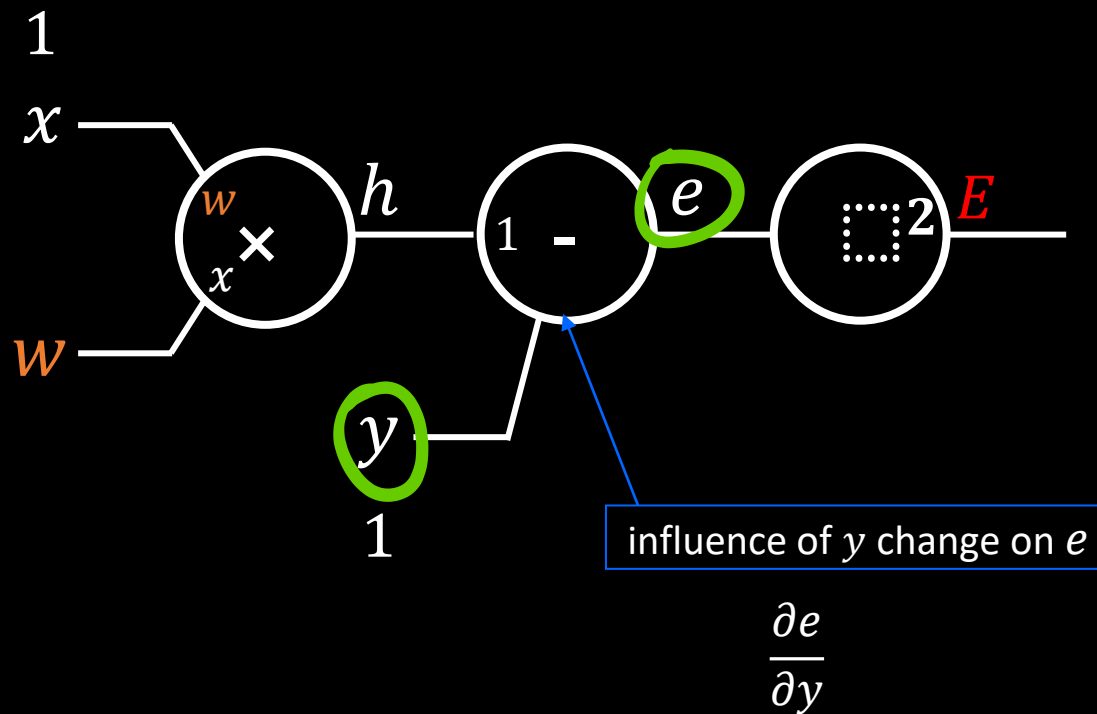 1
x
w
×
x
w
h
1 -
e
2
E
y
1
influence of y change on e
∂e
∂y